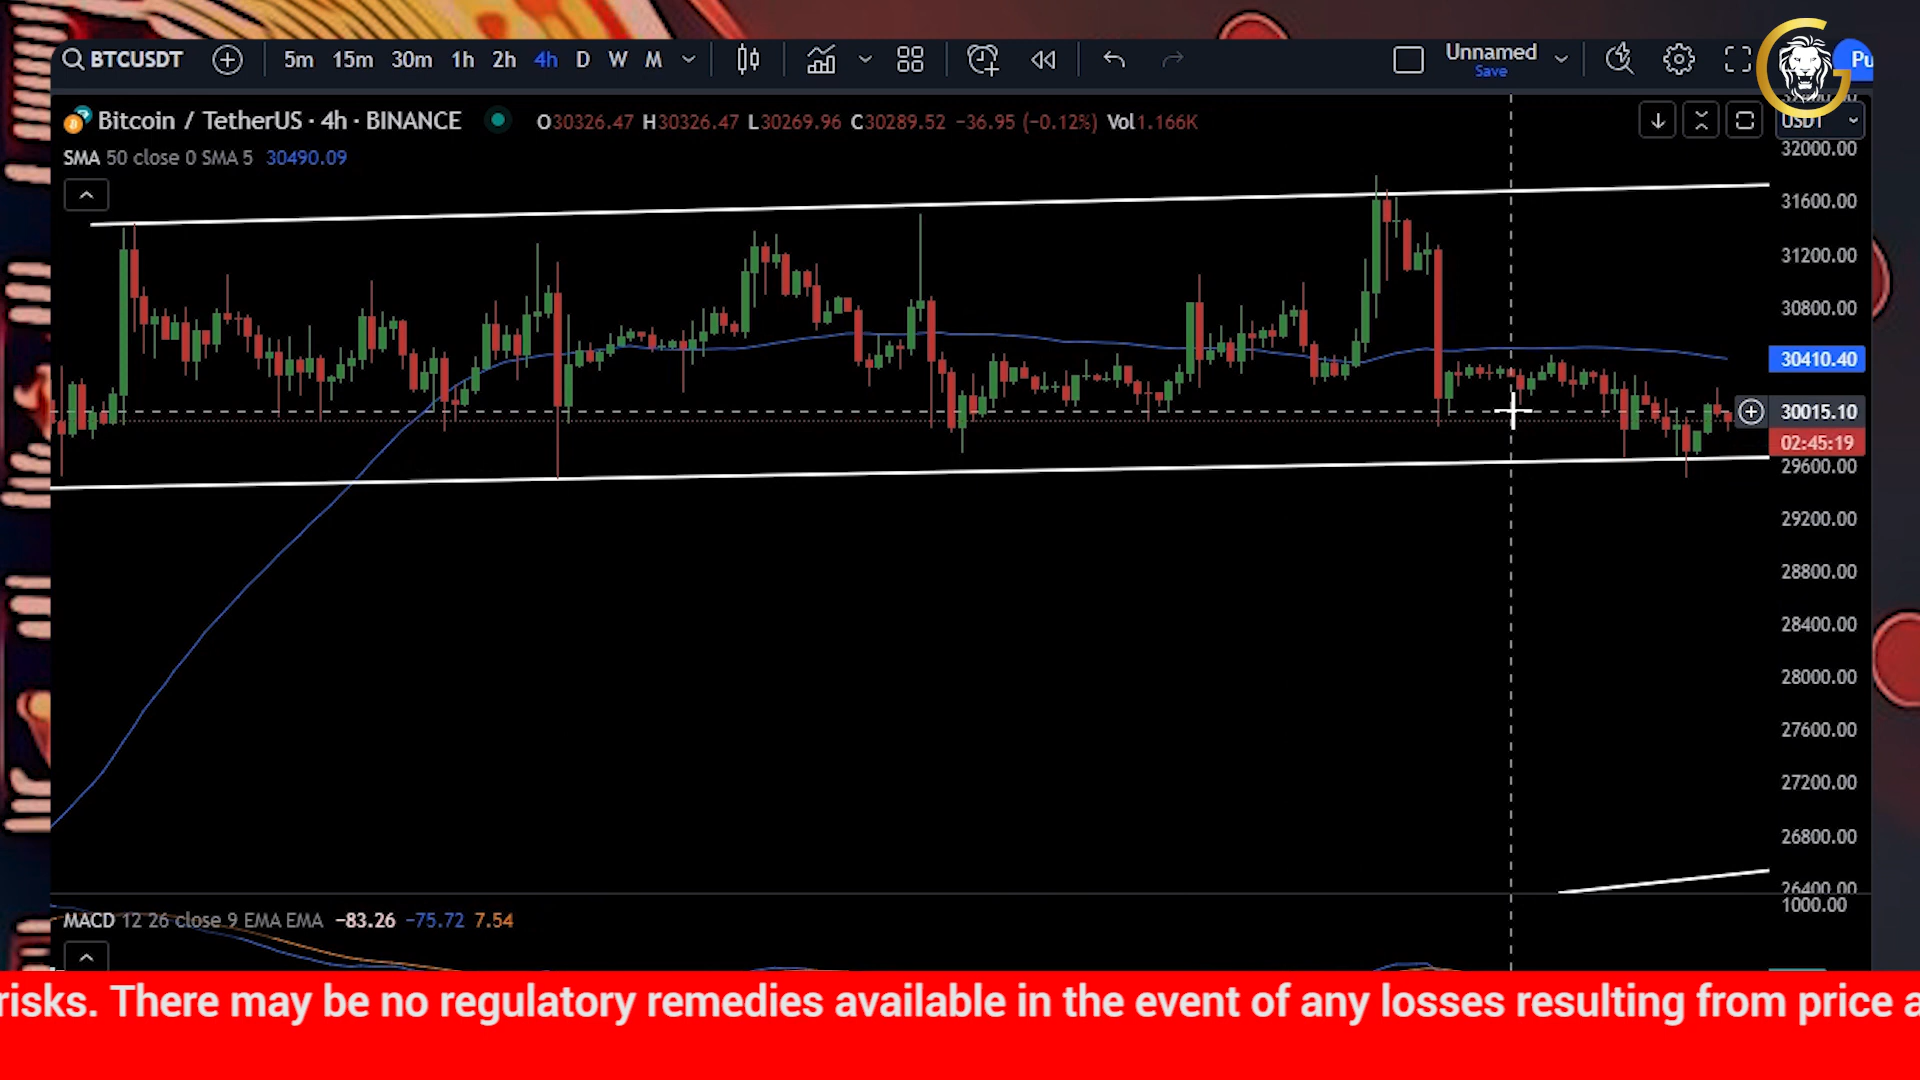 BTCUSDT 5m 15m 30m 1h 2h 4h D W M Unnamed Save Pu
Bitcoin / TetherUS · 4h · BINANCE O30326.47 H30326.47 L30269.96 C30289.52 −36.95 (−0.12%) Vol1.166K
USDT
SMA 50 close 0 SMA 5 30490.09
32000.00
31600.00
31200.00
30800.00
30410.40
30015.10
02:45:19
29600.00
29200.00
28800.00
28400.00
28000.00
27600.00
27200.00
26800.00
26400.00
1000.00
MACD 12 26 close 9 EMA EMA −83.26 −75.72 7.54
risks. There may be no regulatory remedies available in the event of any losses resulting from price a